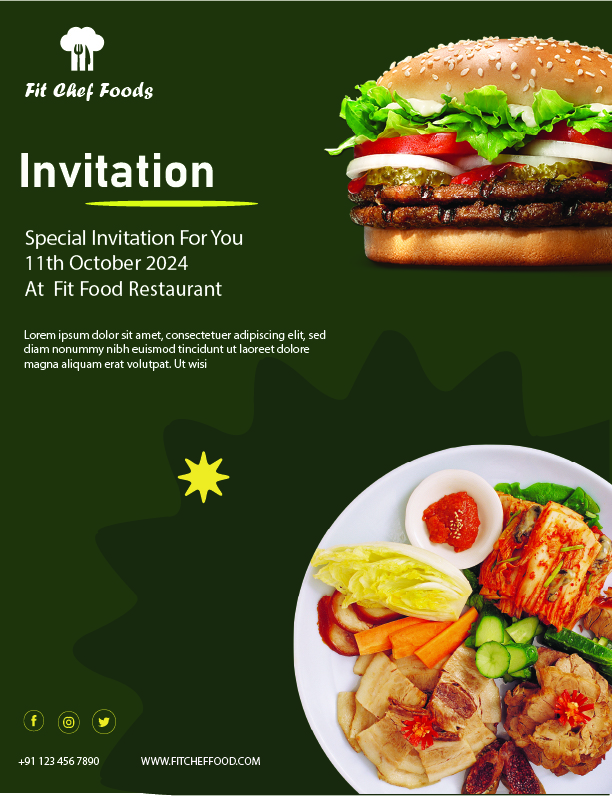 Fit Chef Foods
Invitation
Special Invitation For You
11th October 2024
At Fit Food Restaurant
Lorem ipsum dolor sit amet, consectetuer adipiscing elit, sed
diam nonummy nibh euismod tincidunt ut laoreet dolore
magna aliquam erat volutpat. Ut wisi
+91 123 456 7890
WWW.FITCHEFFOOD.COM